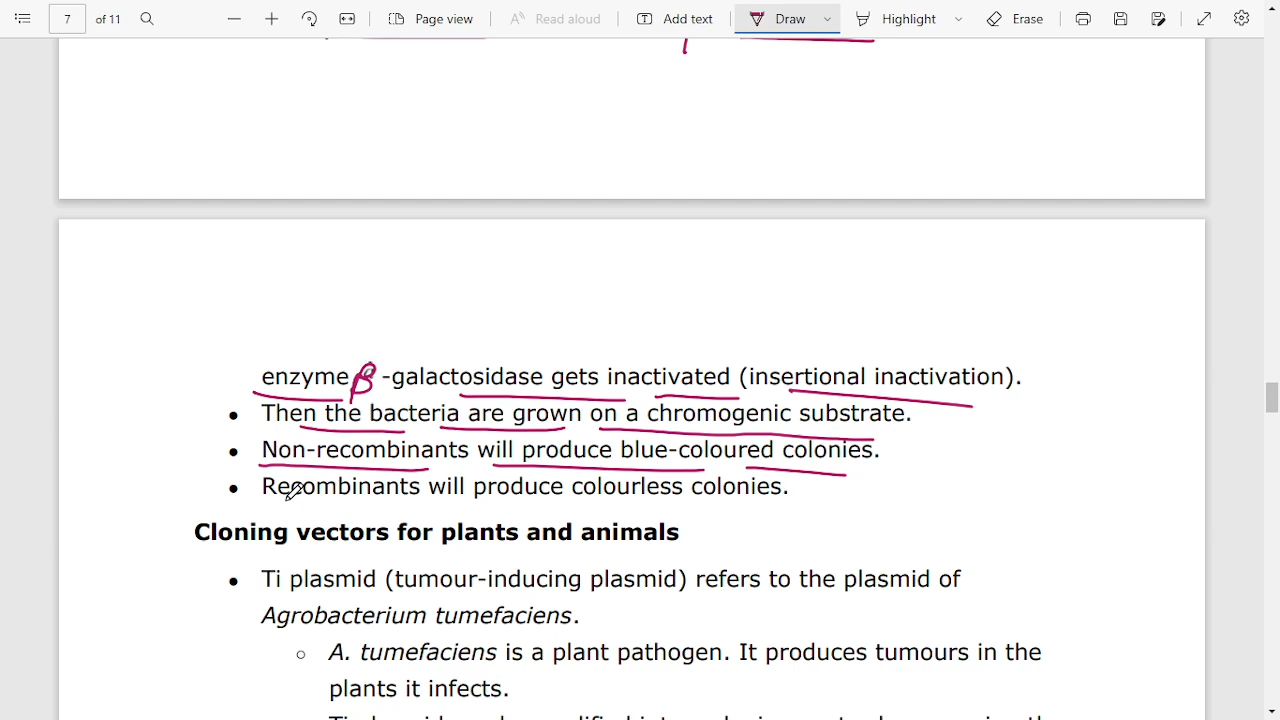 7 of 11 Page view Read aloud Add text Draw Highlight Erase
enzyme β -galactosidase gets inactivated (insertional inactivation).
• Then the bacteria are grown on a chromogenic substrate.
• Non-recombinants will produce blue-coloured colonies.
• Recombinants will produce colourless colonies.
Cloning vectors for plants and animals
• Ti plasmid (tumour-inducing plasmid) refers to the plasmid of
Agrobacterium tumefaciens.
○ A. tumefaciens is a plant pathogen. It produces tumours in the
plants it infects.